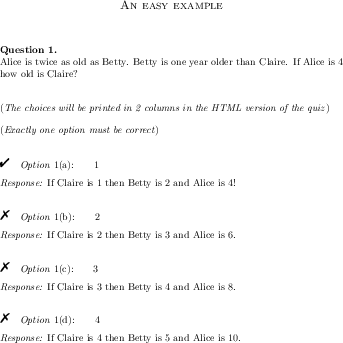 An easy example
Question 1.
Alice is twice as old as Betty. Betty is one year older than Claire. If Alice is 4
how old is Claire?
(The choices will be printed in 2 columns in the HTML version of the quiz)
(Exactly one option must be correct)
✔ Option 1(a): 1
Response: If Claire is 1 then Betty is 2 and Alice is 4!
✗ Option 1(b): 2
Response: If Claire is 2 then Betty is 3 and Alice is 6.
✗ Option 1(c): 3
Response: If Claire is 3 then Betty is 4 and Alice is 8.
✗ Option 1(d): 4
Response: If Claire is 4 then Betty is 5 and Alice is 10.